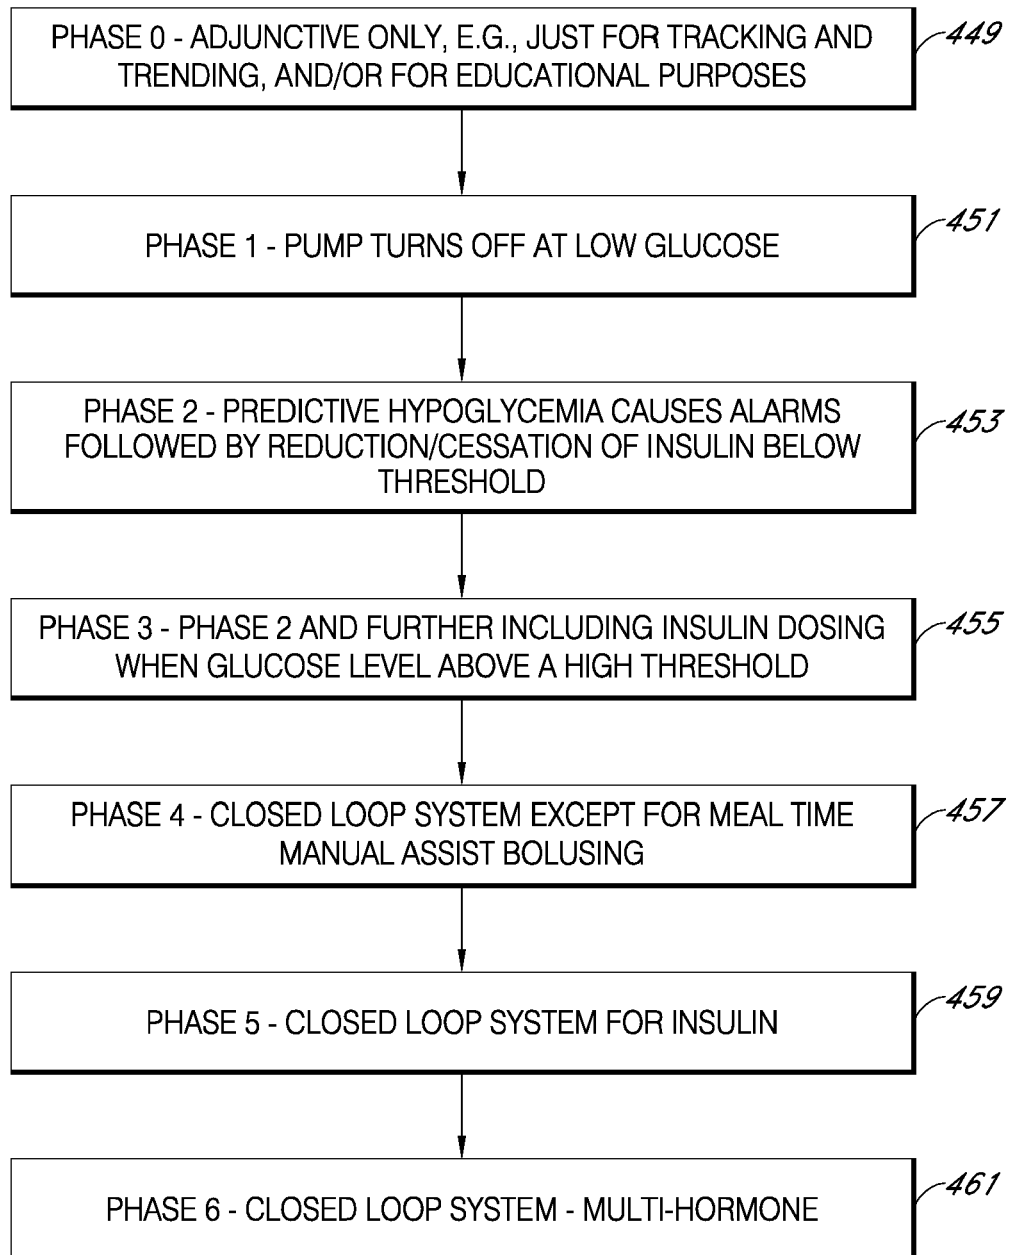 PHASE 0 - ADJUNCTIVE ONLY, E.G., JUST FOR TRACKING AND
TRENDING, AND/OR FOR EDUCATIONAL PURPOSES
449
PHASE 1 - PUMP TURNS OFF AT LOW GLUCOSE
451
PHASE 2 - PREDICTIVE HYPOGLYCEMIA CAUSES ALARMS
FOLLOWED BY REDUCTION/CESSATION OF INSULIN BELOW
THRESHOLD
453
PHASE 3 - PHASE 2 AND FURTHER INCLUDING INSULIN DOSING
WHEN GLUCOSE LEVEL ABOVE A HIGH THRESHOLD
455
PHASE 4 - CLOSED LOOP SYSTEM EXCEPT FOR MEAL TIME
MANUAL ASSIST BOLUSING
457
PHASE 5 - CLOSED LOOP SYSTEM FOR INSULIN
459
PHASE 6 - CLOSED LOOP SYSTEM - MULTI-HORMONE
461